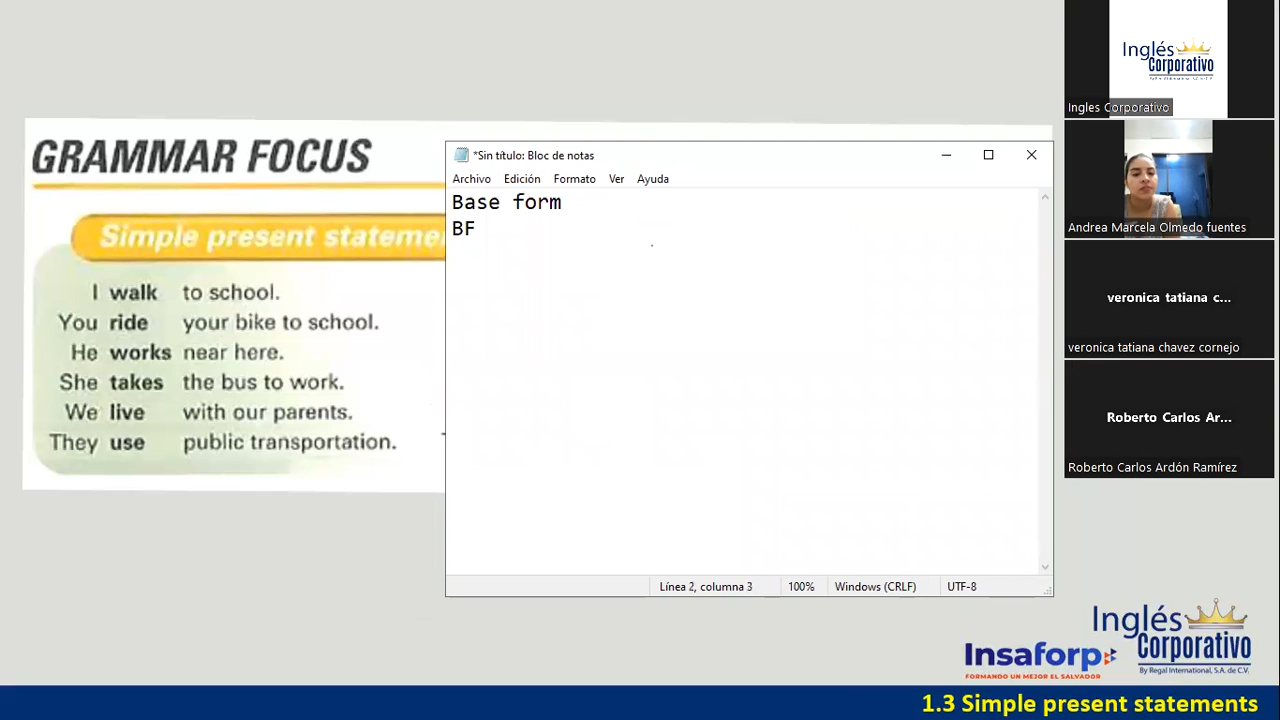 GRAMMAR FOCUS
Simple present stateme
I walk to school.
You ride your bike to school.
He works near here.
She takes the bus to work.
We live with our parents.
They use public transportation.
*Sin título: Bloc de notas
Archivo Edición Formato Ver Ayuda
Base form
BF
Línea 2, columna 3 100% Windows (CRLF) UTF-8
Inglés
Corporativo
Ingles Corporativo
Andrea Marcela Olmedo fuentes
veronica tatiana c...
veronica tatiana chavez cornejo
Roberto Carlos Ar...
Roberto Carlos Ardón Ramírez
Insaforp
FORMANDO UN MEJOR EL SALVADOR
Inglés
Corporativo
By Regal International, S.A. de C.V.
1.3 Simple present statements